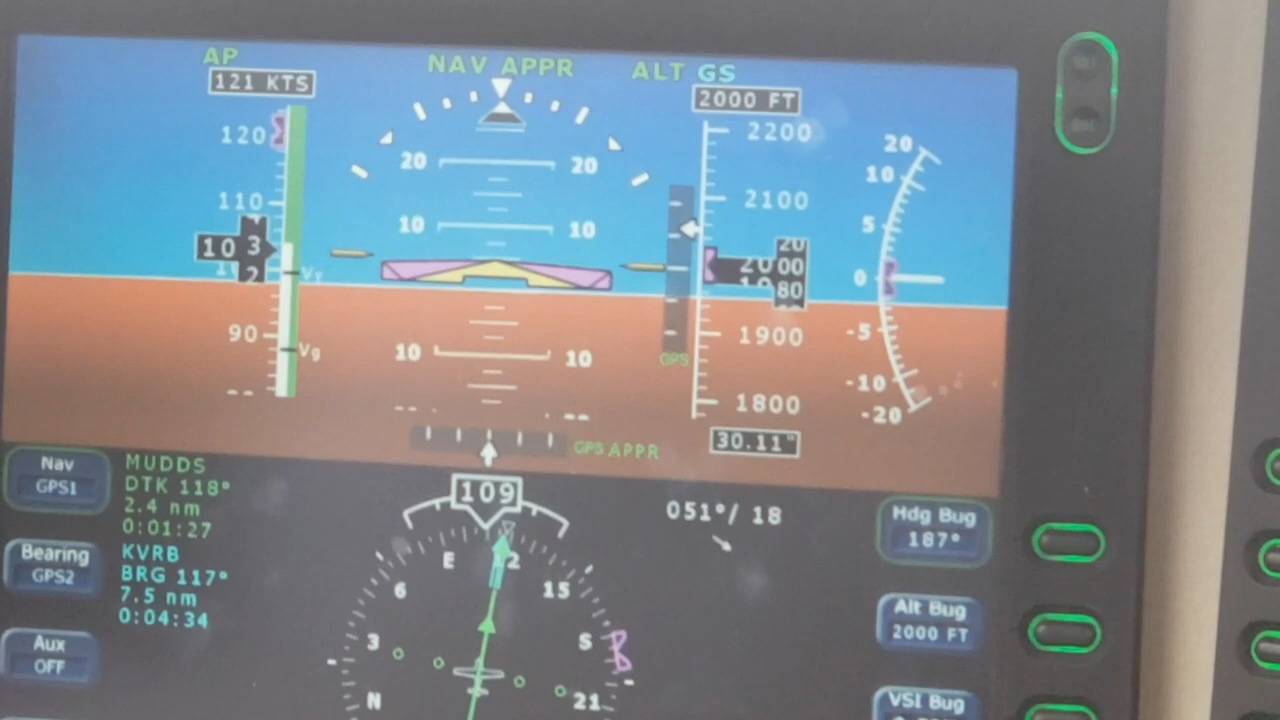 AP
NAV APPR
ALT GS
121 KTS
2000 FT
120
110
10 3
2
90
Vy
Vg
20 20
10 10
10 10
2200
2100
20
20 00
80
1900
1800
30.11"
20
10
5
0
-5
-10
-20
GPS
GPS APPR
Nav
GPS1
MUDDS
DTK 118°
2.4 nm
0:01:27
Bearing
GPS2
KVRB
BRG 117°
7.5 nm
0:04:34
Aux
OFF
109
051°/ 18
E
12
6
15
3
S
N
21
Hdg Bug
187°
Alt Bug
2000 FT
VSI Bug